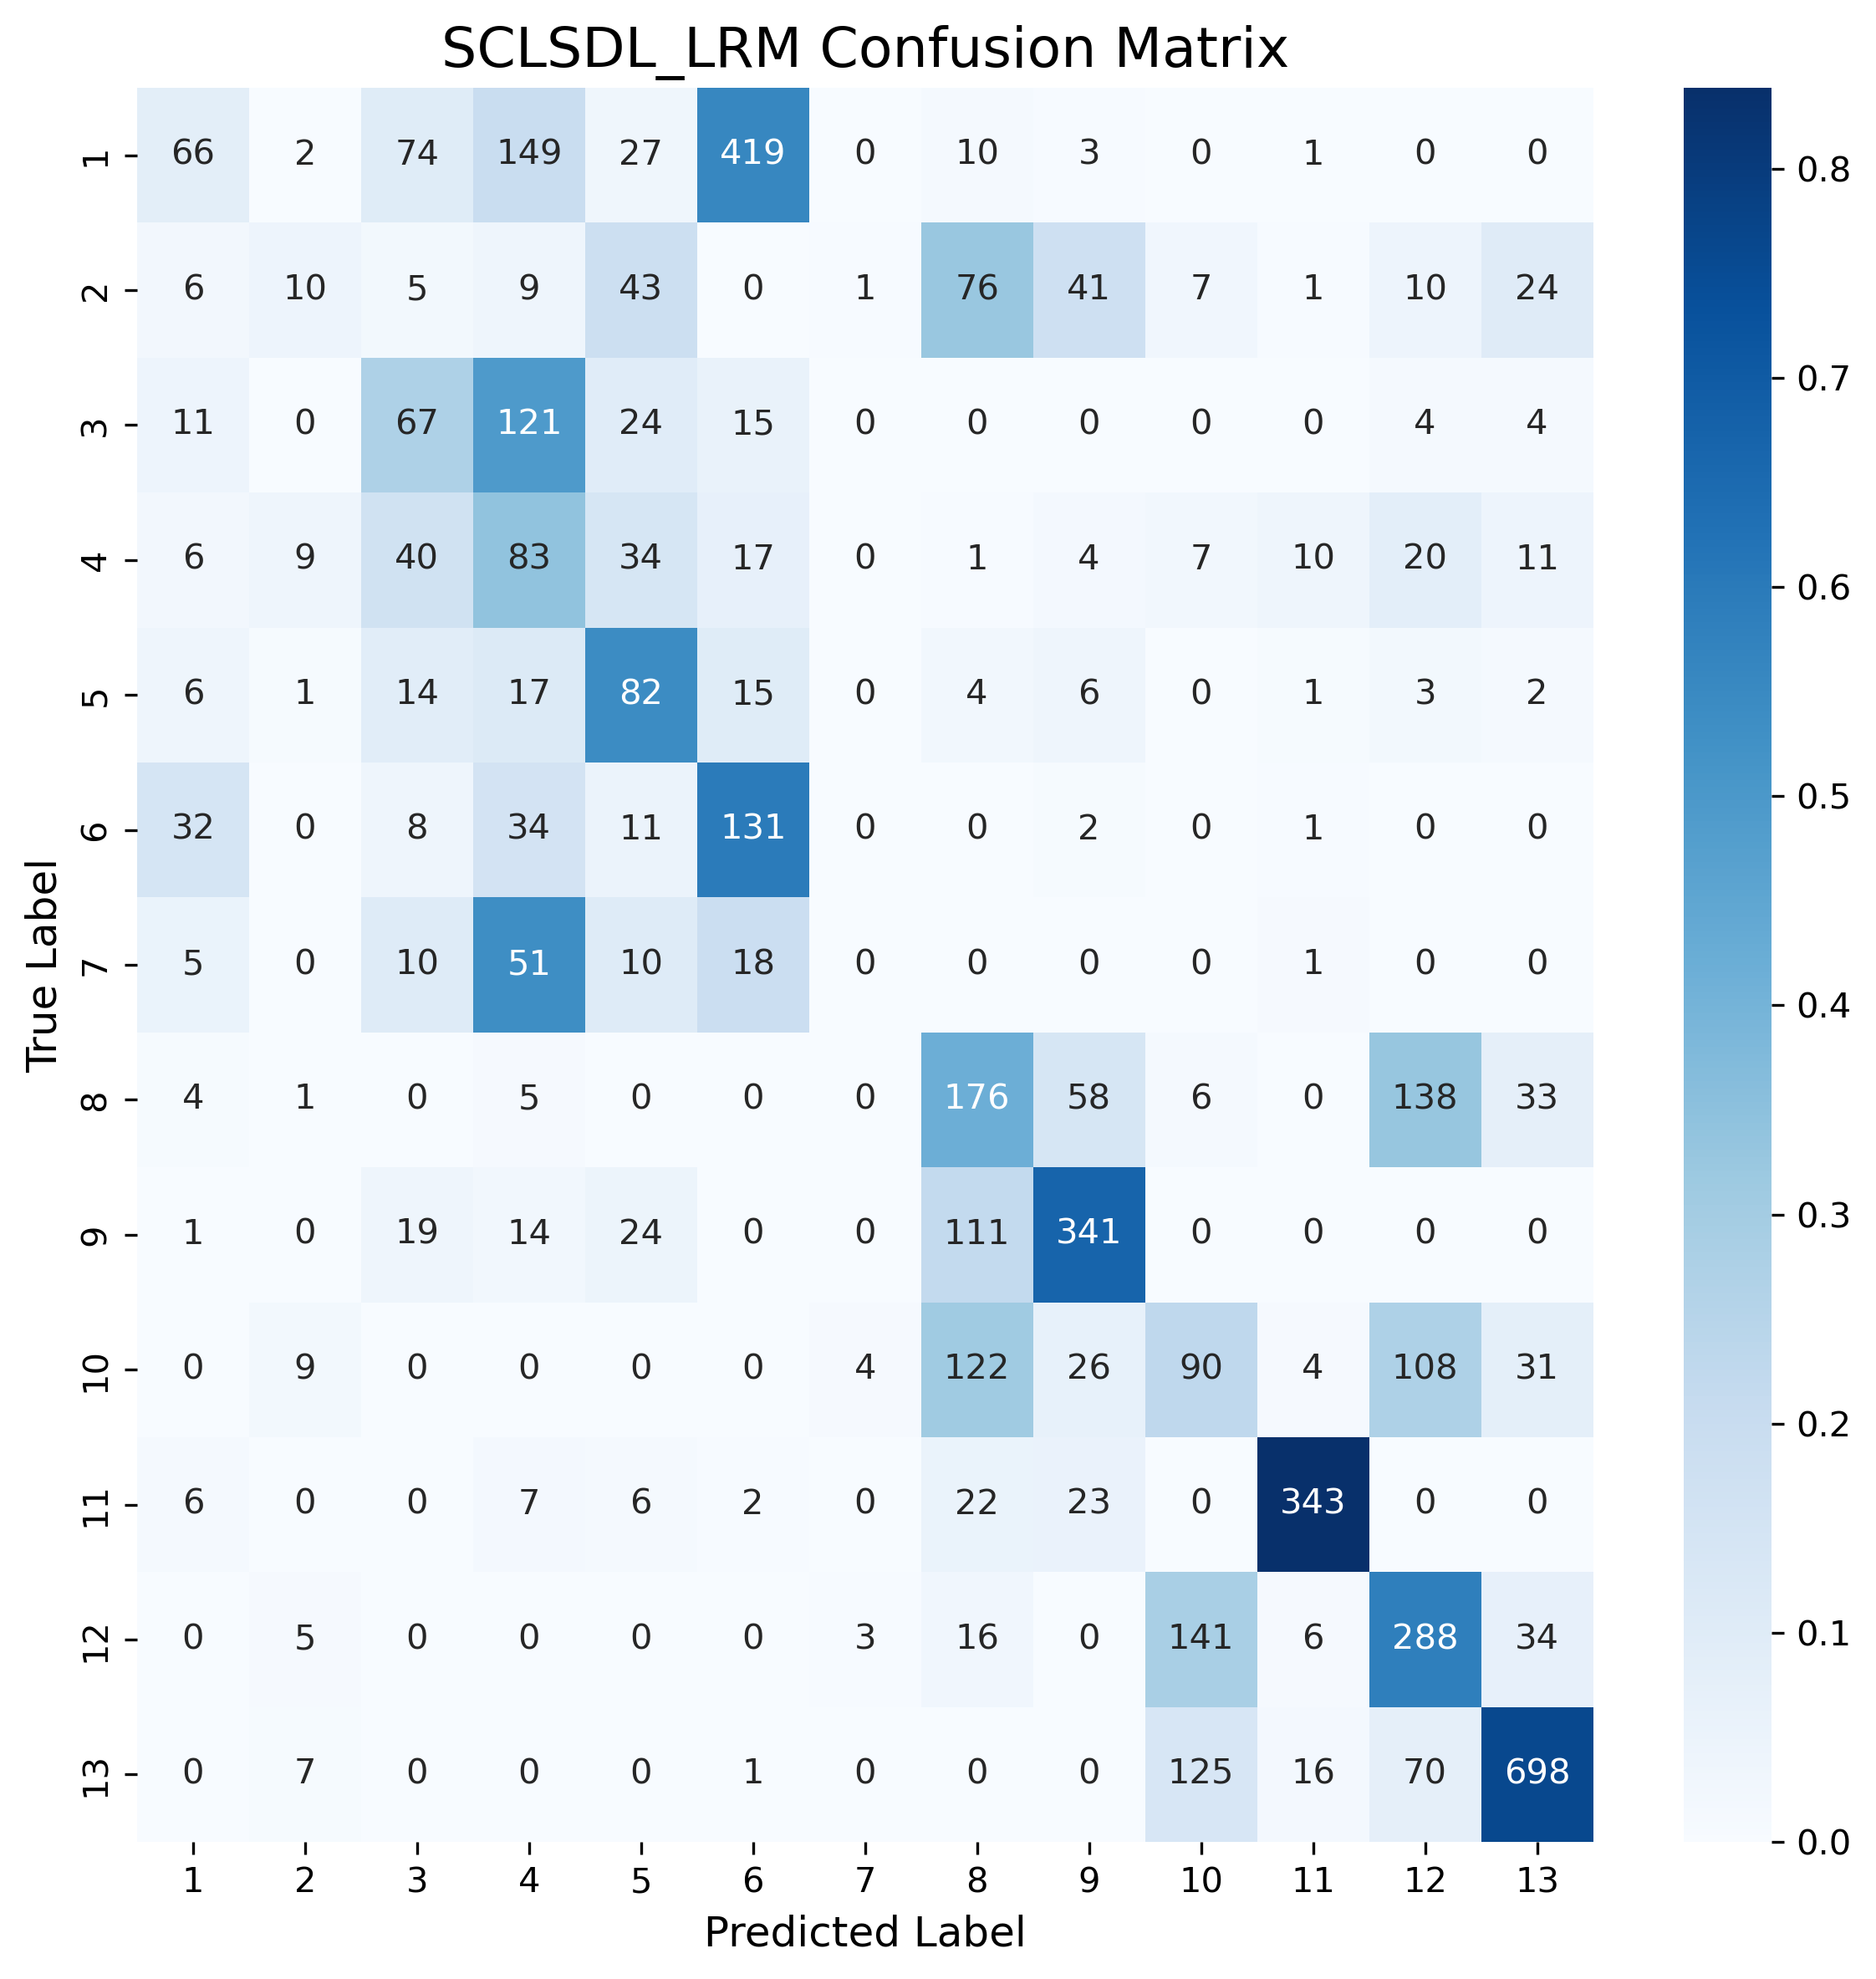 SCLSDL_LRM Confusion Matrix
1 66 2 74 149 27 419 0 10 3 0 1 0 0
2 6 10 5 9 43 0 1 76 41 7 1 10 24
3 11 0 67 121 24 15 0 0 0 0 0 4 4
4 6 9 40 83 34 17 0 1 4 7 10 20 11
5 6 1 14 17 82 15 0 4 6 0 1 3 2
6 32 0 8 34 11 131 0 0 2 0 1 0 0
7 5 0 10 51 10 18 0 0 0 0 1 0 0
8 4 1 0 5 0 0 0 176 58 6 0 138 33
9 1 0 19 14 24 0 0 111 341 0 0 0 0
10 0 9 0 0 0 0 4 122 26 90 4 108 31
11 6 0 0 7 6 2 0 22 23 0 343 0 0
12 0 5 0 0 0 0 3 16 0 141 6 288 34
13 0 7 0 0 0 1 0 0 0 125 16 70 698
1 2 3 4 5 6 7 8 9 10 11 12 13
Predicted Label
True Label
0.8
0.7
0.6
0.5
0.4
0.3
0.2
0.1
0.0